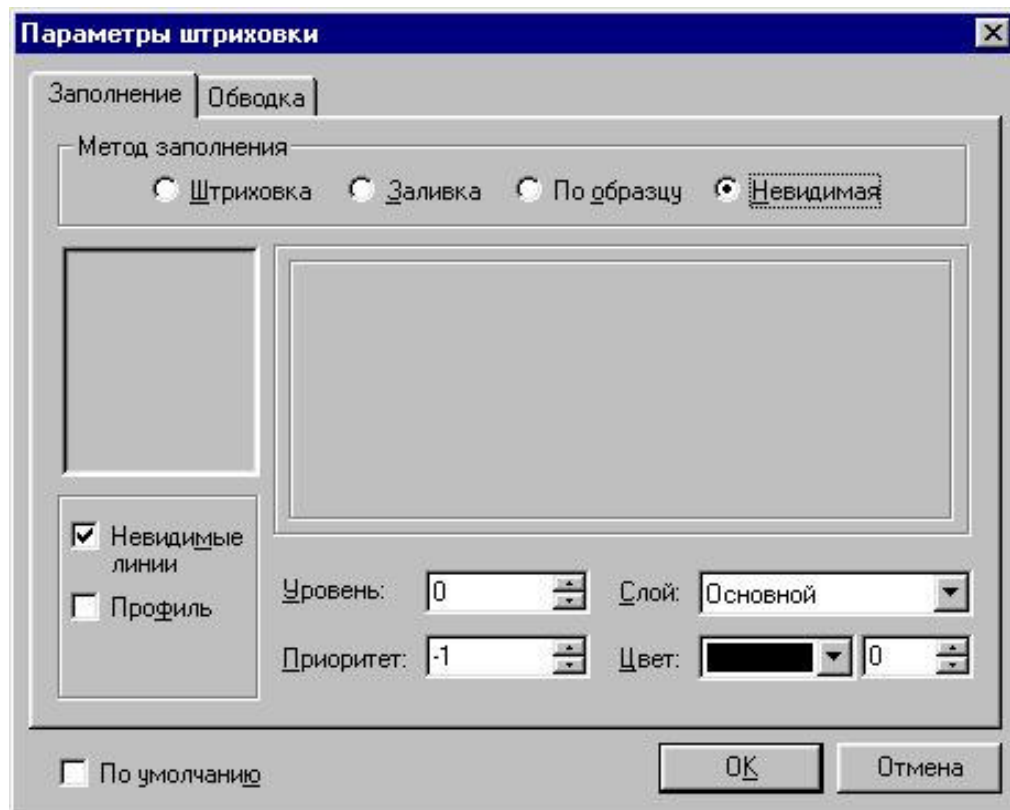 Параметры штриховки
Заполнение Обводка
Метод заполнения
Штриховка Заливка По образцу Невидимая
Невидимые
линии
Профиль
Уровень: 0 Слой: Основной
Приоритет: -1 Цвет: 0
По умолчанию OK Отмена